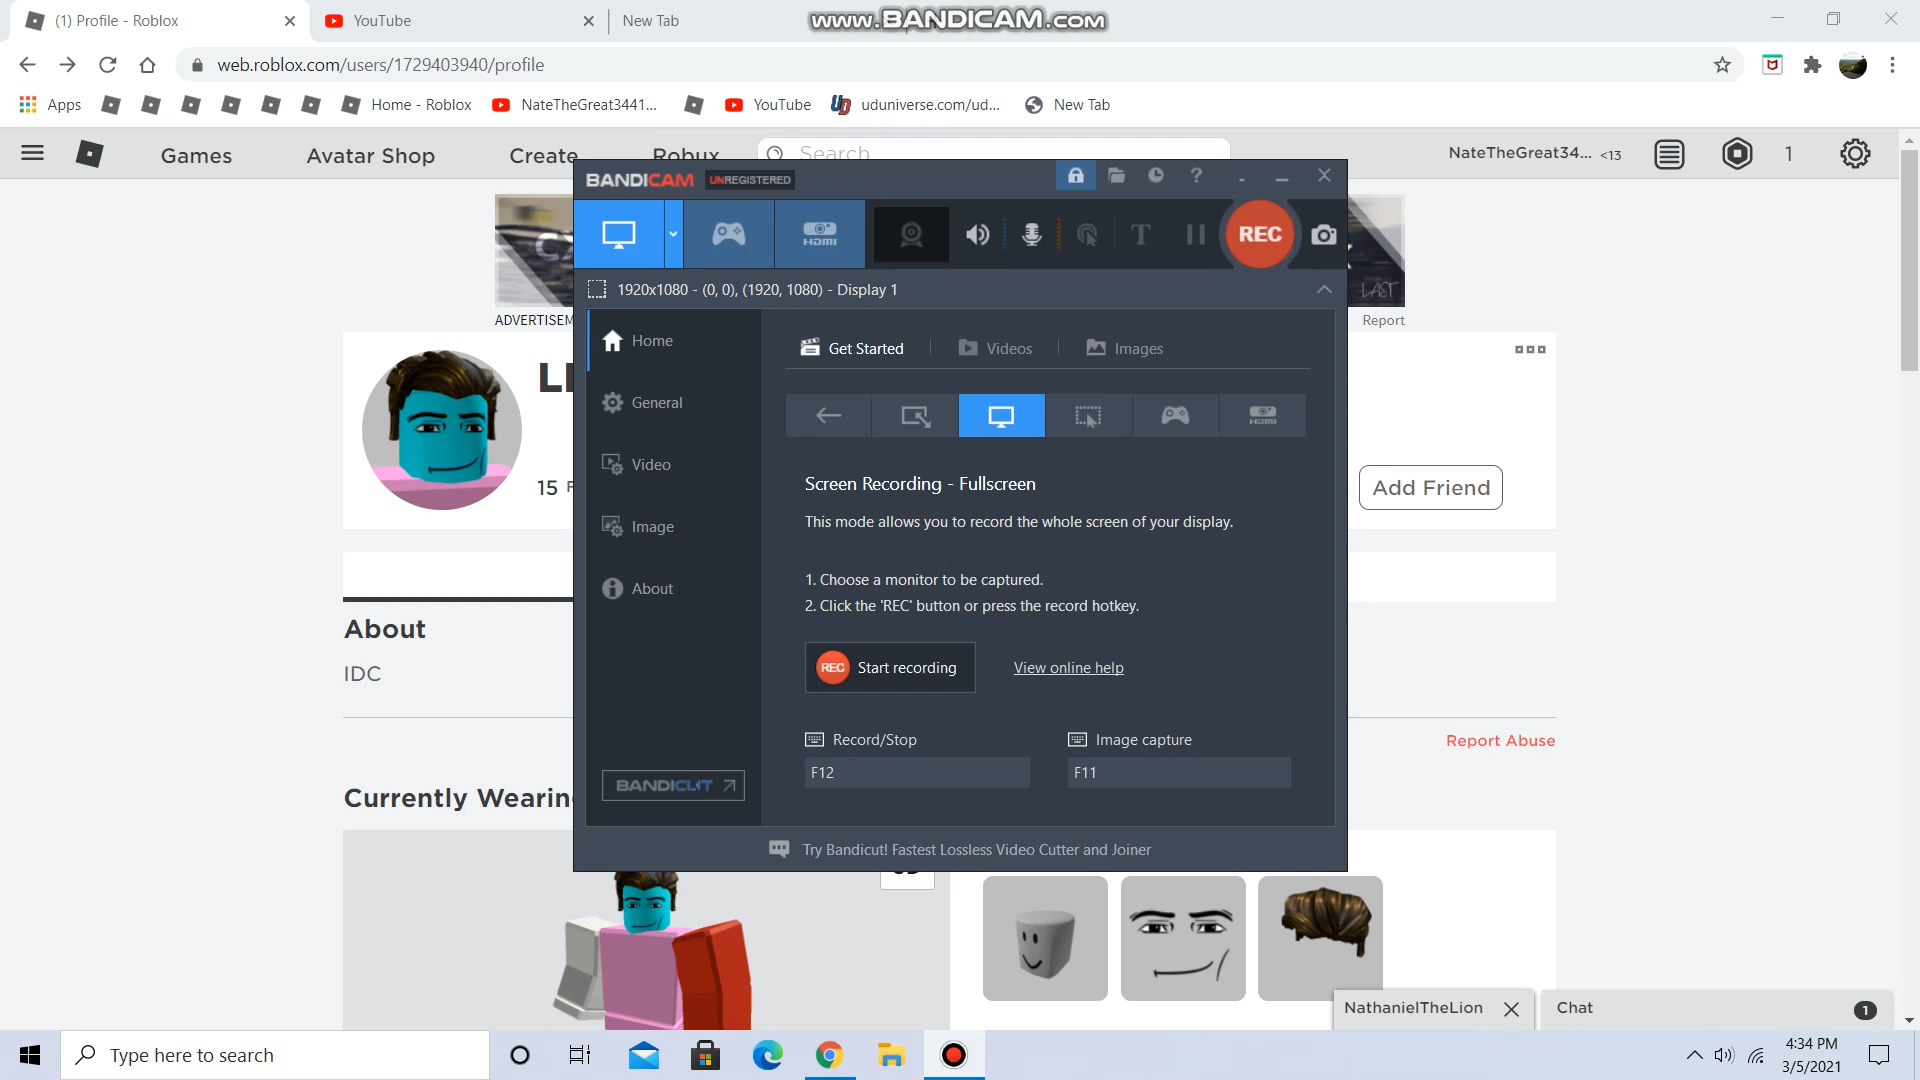 (1) Profile - Roblox
YouTube
New Tab
www.BANDICAM.com
web.roblox.com/users/1729403940/profile
Apps
Home - Roblox
NateTheGreat3441...
YouTube
uduniverse.com/ud...
New Tab
Games
Avatar Shop
Create
Robux
Search
NateTheGreat34... <13
1
BANDICAM UNREGISTERED
HDMI
T
REC
1920x1080 - (0, 0), (1920, 1080) - Display 1
LAST
Report
Home
General
Video
Image
About
BANDICUT
Get Started
Videos
Images
HDMI
Screen Recording - Fullscreen
This mode allows you to record the whole screen of your display.
1. Choose a monitor to be captured.
2. Click the 'REC' button or press the record hotkey.
REC Start recording
View online help
Record/Stop
Image capture
F12
F11
Try Bandicut! Fastest Lossless Video Cutter and Joiner
15
Add Friend
About
IDC
Report Abuse
Currently
NathanielTheLion
Chat
1
Type here to search
4:34 PM
3/5/2021